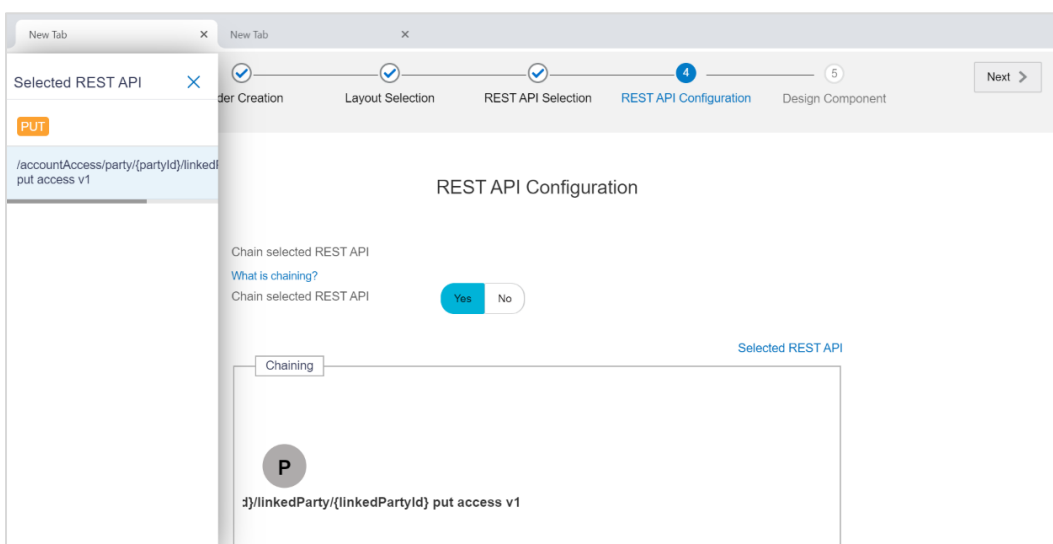 New Tab
New Tab
Selected REST API
PUT
/accountAccess/party/{partyId}/linked
put access v1
der Creation
Layout Selection
REST API Selection
4
REST API Configuration
5
Design Component
Next
REST API Configuration
Chain selected REST API
What is chaining?
Chain selected REST API
Yes
No
Selected REST API
Chaining
P
d}/linkedParty/{linkedPartyId} put access v1